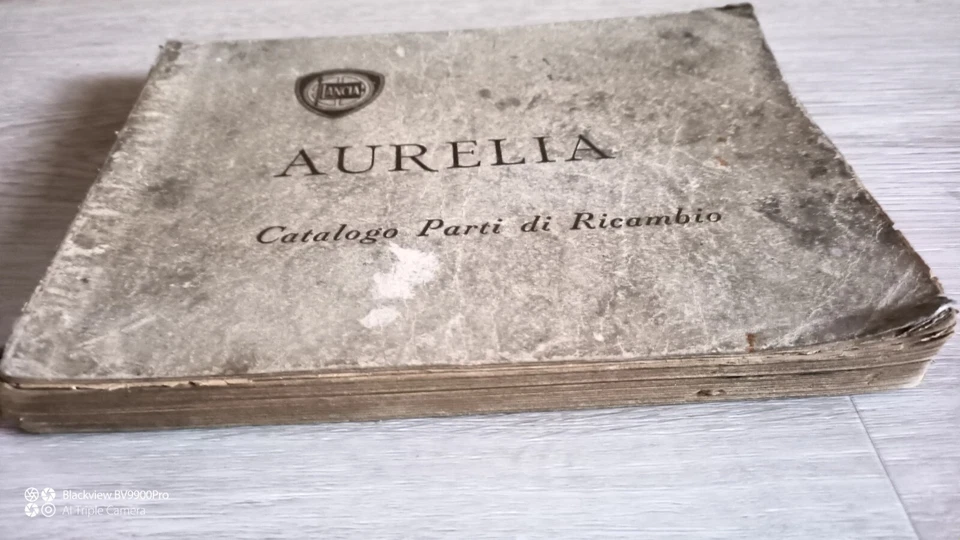 LANCIA
AURELIA
Catalogo Parti di Ricambio
Blackview BV9900Pro
AI Triple Camera